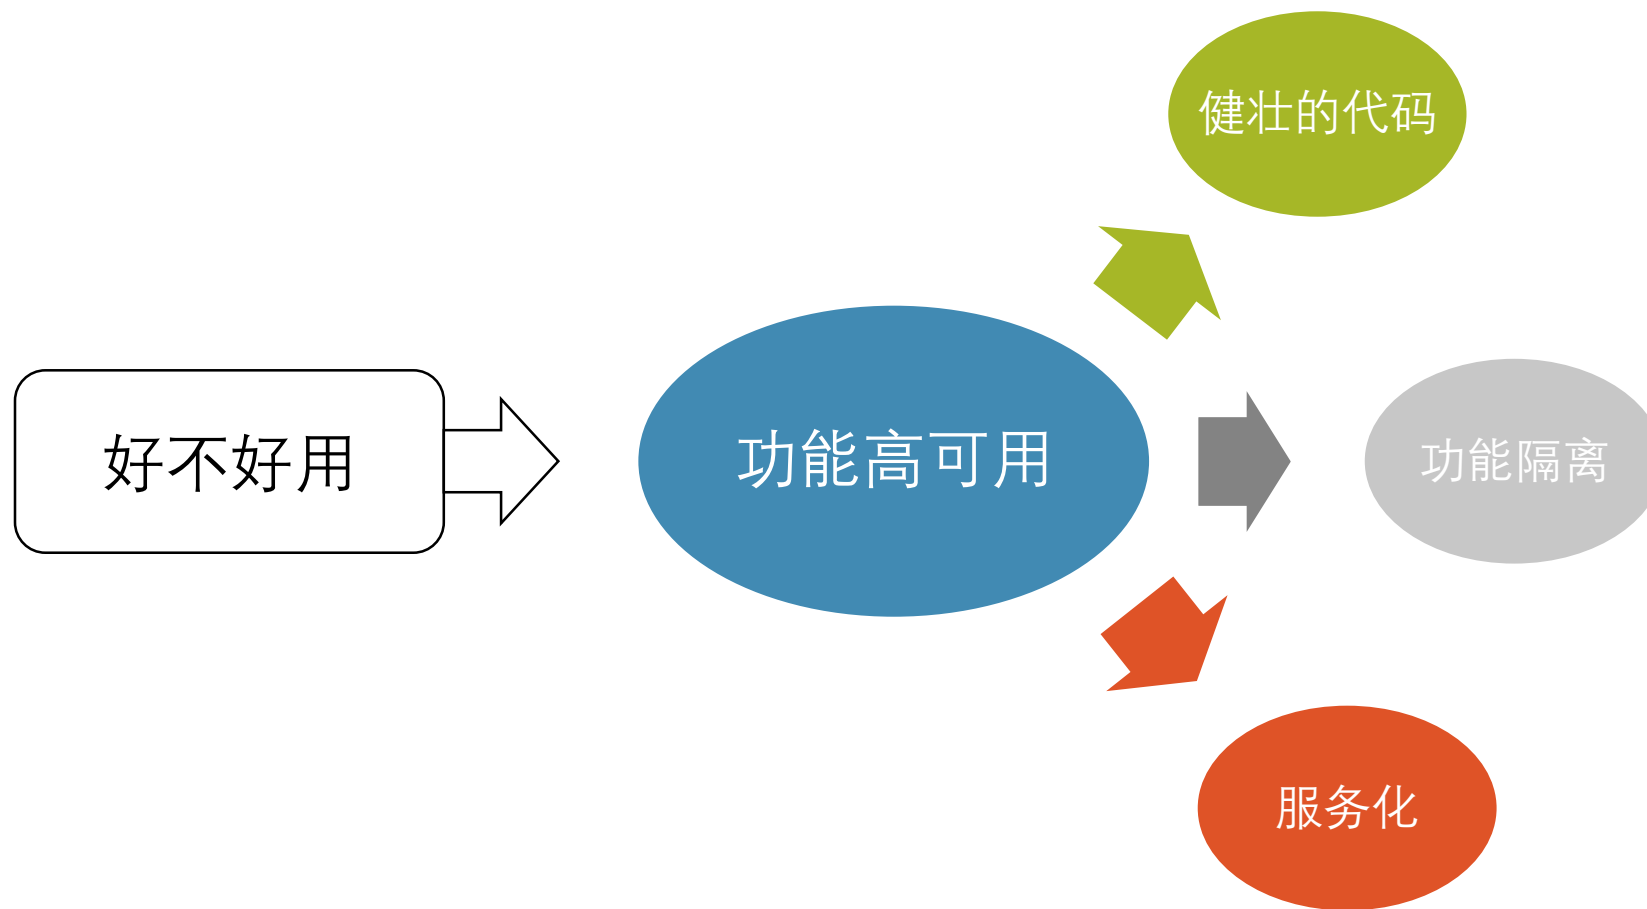 健壮的代码
好不好用
功能高可用
功能隔离
服务化